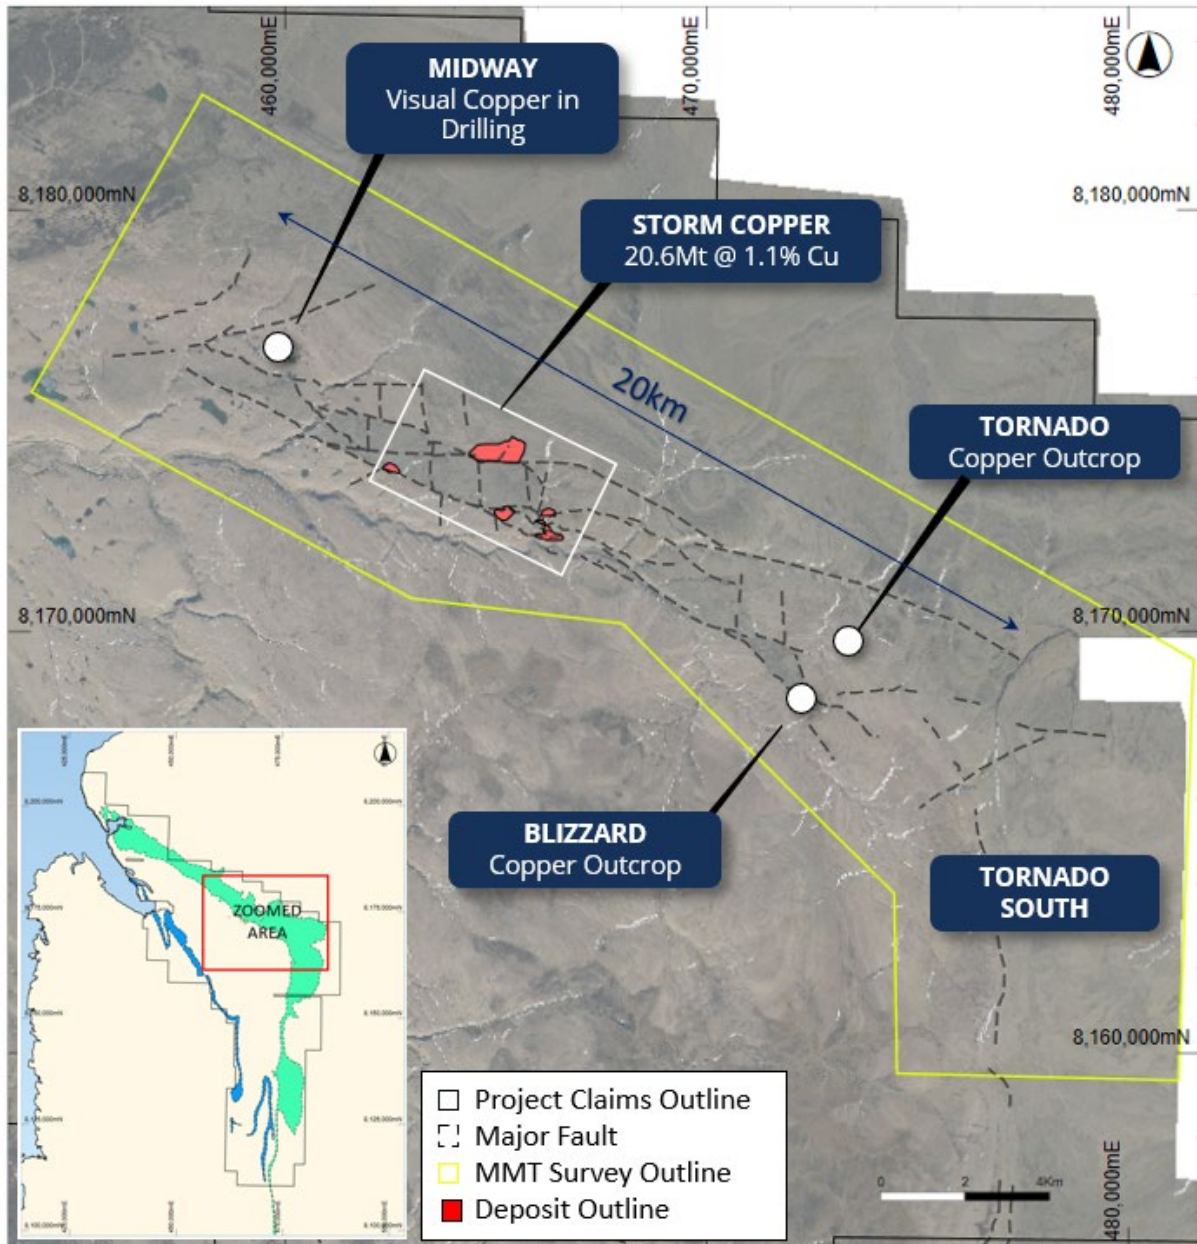 460,000mE
470,000mE
480,000mE
MIDWAY
Visual Copper in
Drilling
8,180,000mN
8,180,000mN
STORM COPPER
20.6Mt @ 1.1% Cu
20km
TORNADO
Copper Outcrop
8,170,000mN
8,170,000mN
BLIZZARD
Copper Outcrop
TORNADO
SOUTH
ZOOMED
AREA
8,160,000mN
Project Claims Outline
Major Fault
MMT Survey Outline
Deposit Outline
0 2 4Km
480,000mE